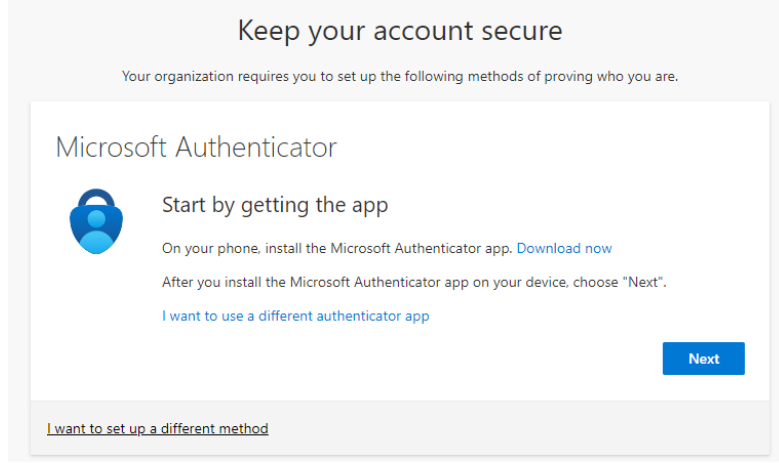 Keep your account secure
Your organization requires you to set up the following methods of proving who you are.
Microsoft Authenticator
Start by getting the app
On your phone, install the Microsoft Authenticator app. Download now
After you install the Microsoft Authenticator app on your device, choose "Next".
I want to use a different authenticator app
Next
I want to set up a different method